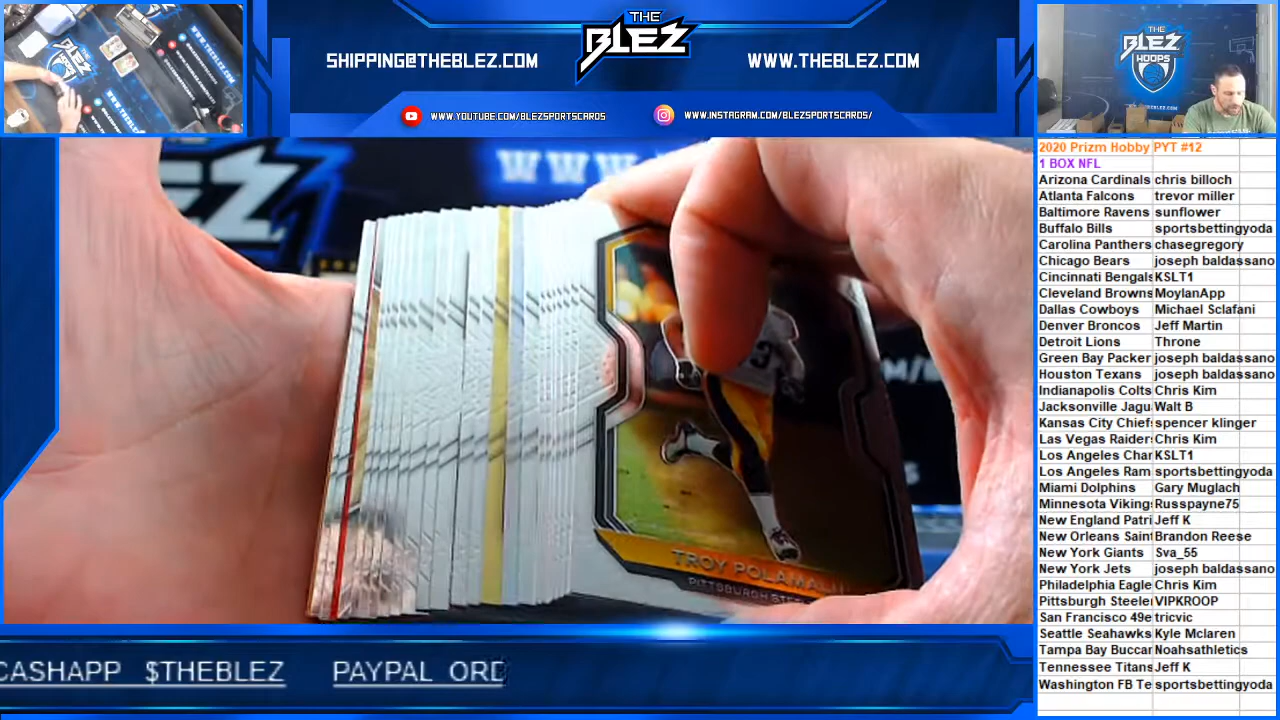 SHIPPING@THEBLEZ.COM
THE
BLEZ
WWW.THEBLEZ.COM
WWW.YOUTUBE.COM/BLEZSPORTSCARDS
WWW.INSTAGRAM.COM/BLEZSPORTSCARDS/
THE
BLEZ
HOOPS
2020 Prizm Hobby PYT #12
1 BOX NFL
Arizona Cardinals chris billoch
Atlanta Falcons trevor miller
Baltimore Ravens sunflower
Buffalo Bills sportsbettingyoda
Carolina Panthers chasegregory
Chicago Bears joseph baldassano
Cincinnati Bengals KSLT1
Cleveland Browns MoylanApp
Dallas Cowboys Michael Sclafani
Denver Broncos Jeff Martin
Detroit Lions Throne
Green Bay Packer joseph baldassano
Houston Texans joseph baldassano
Indianapolis Colts Chris Kim
Jacksonville Jagu Walt B
Kansas City Chief spencer klinger
Las Vegas Raider Chris Kim
Los Angeles Char KSLT1
Los Angeles Ram sportsbettingyoda
Miami Dolphins Gary Muglach
Minnesota Viking Russpayne75
New England Patri Jeff K
New Orleans Saint Brandon Reese
New York Giants Sva_55
New York Jets joseph baldassano
Philadelphia Eagle Chris Kim
Pittsburgh Steele VIPKROOP
San Francisco 49e tricvic
Seattle Seahawks Kyle Mclaren
Tampa Bay Buccar Noahsathletics
Tennessee Titans Jeff K
Washington FB Te sportsbettingyoda
EZ
WWW
TROY POLAMALU
PITTSBURGH STEE
CASHAPP $THEBLEZ PAYPAL ORD